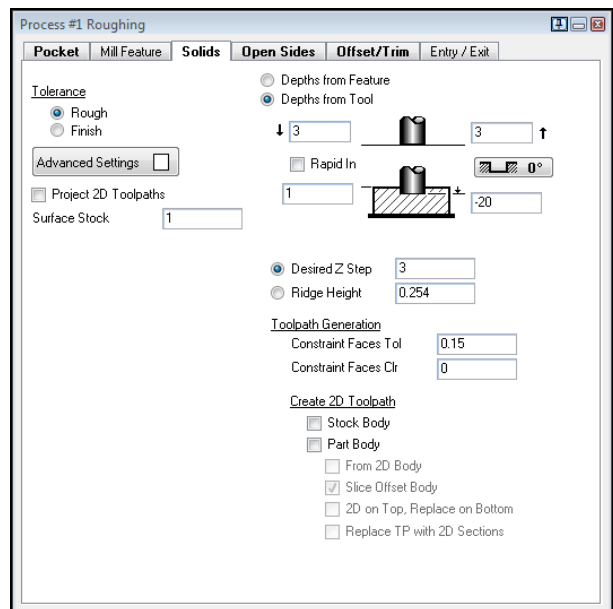 Process #1 Roughing
Pocket Mill Feature Solids Open Sides Offset/Trim Entry / Exit
Depths from Feature
Tolerance
Depths from Tool
Rough
3 3
Finish
Advanced Settings
Rapid In
0°
Project 2D Toolpaths
1
-20
Surface Stock 1
Desired Z Step 3
Ridge Height 0.254
Toolpath Generation
Constraint Faces Tol 0.15
Constraint Faces Clr 0
Create 2D Toolpath
Stock Body
Part Body
From 2D Body
Slice Offset Body
2D on Top, Replace on Bottom
Replace TP with 2D Sections